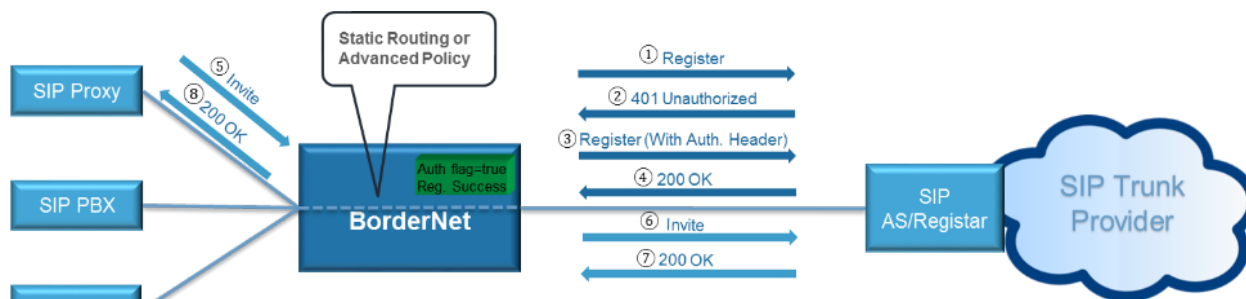 Static Routing or
Advanced Policy
SIP Proxy
⑤ Invite
⑧ 200 OK
SIP PBX
Auth flag=true
Reg. Success
BorderNet
① Register
② 401 Unauthorized
③ Register (With Auth. Header)
④ 200 OK
⑥ Invite
⑦ 200 OK
SIP
AS/Registrar
SIP Trunk
Provider